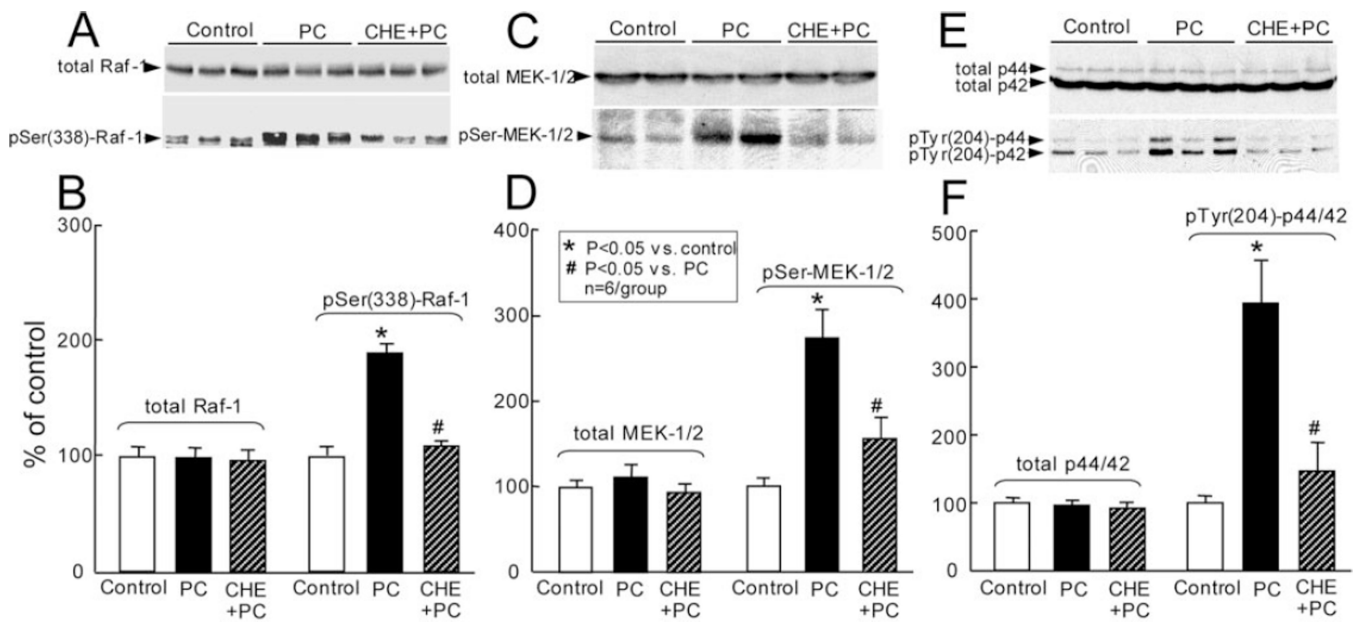 A
Control PC CHE+PC
total Raf-1
pSer(338)-Raf-1
B
300
200
100
0
% of control
total Raf-1
pSer(338)-Raf-1
*
#
Control PC CHE +PC Control PC CHE +PC
C
Control PC CHE+PC
total MEK-1/2
pSer-MEK-1/2
D
400
300
200
100
0
* P<0.05 vs. control
# P<0.05 vs. PC
n=6/group
total MEK-1/2
pSer-MEK-1/2
*
#
Control PC CHE +PC Control PC CHE +PC
E
Control PC CHE+PC
total p44
total p42
pTyr(204)-p44
pTyr(204)-p42
F
500
400
300
200
100
0
total p44/42
pTyr(204)-p44/42
*
#
Control PC CHE +PC Control PC CHE +PC